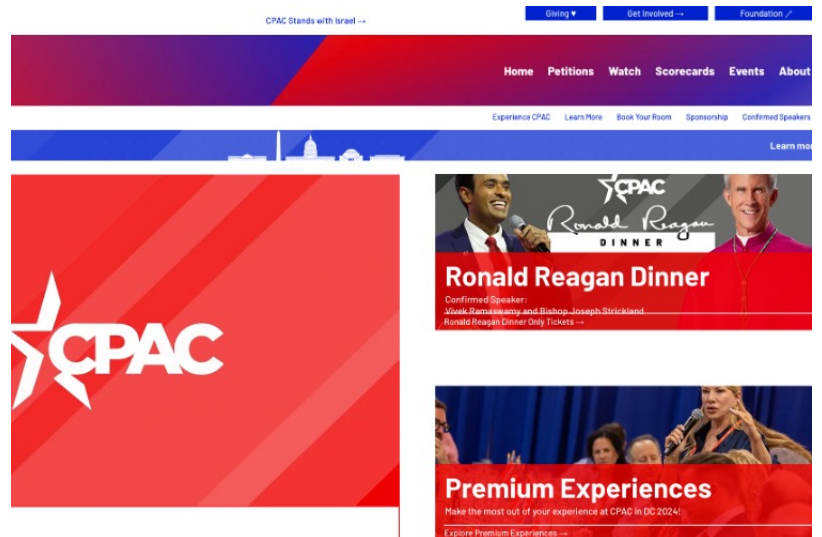 CPAC Stands with Israel →
Giving ♥ Get Involved → Foundation ↗
Home Petitions Watch Scorecards Events About
Experience CPAC Learn More Book Your Room Sponsorship Confirmed Speakers
Learn mor
CPAC
CPAC
Ronald Reagan
DINNER
Ronald Reagan Dinner
Confirmed Speaker:
Vivek Ramaswamy and Bishop Joseph Strickland
Ronald Reagan Dinner Only Tickets →
Premium Experiences
Make the most out of your experience at CPAC in DC 2024!
Explore Premium Experiences →